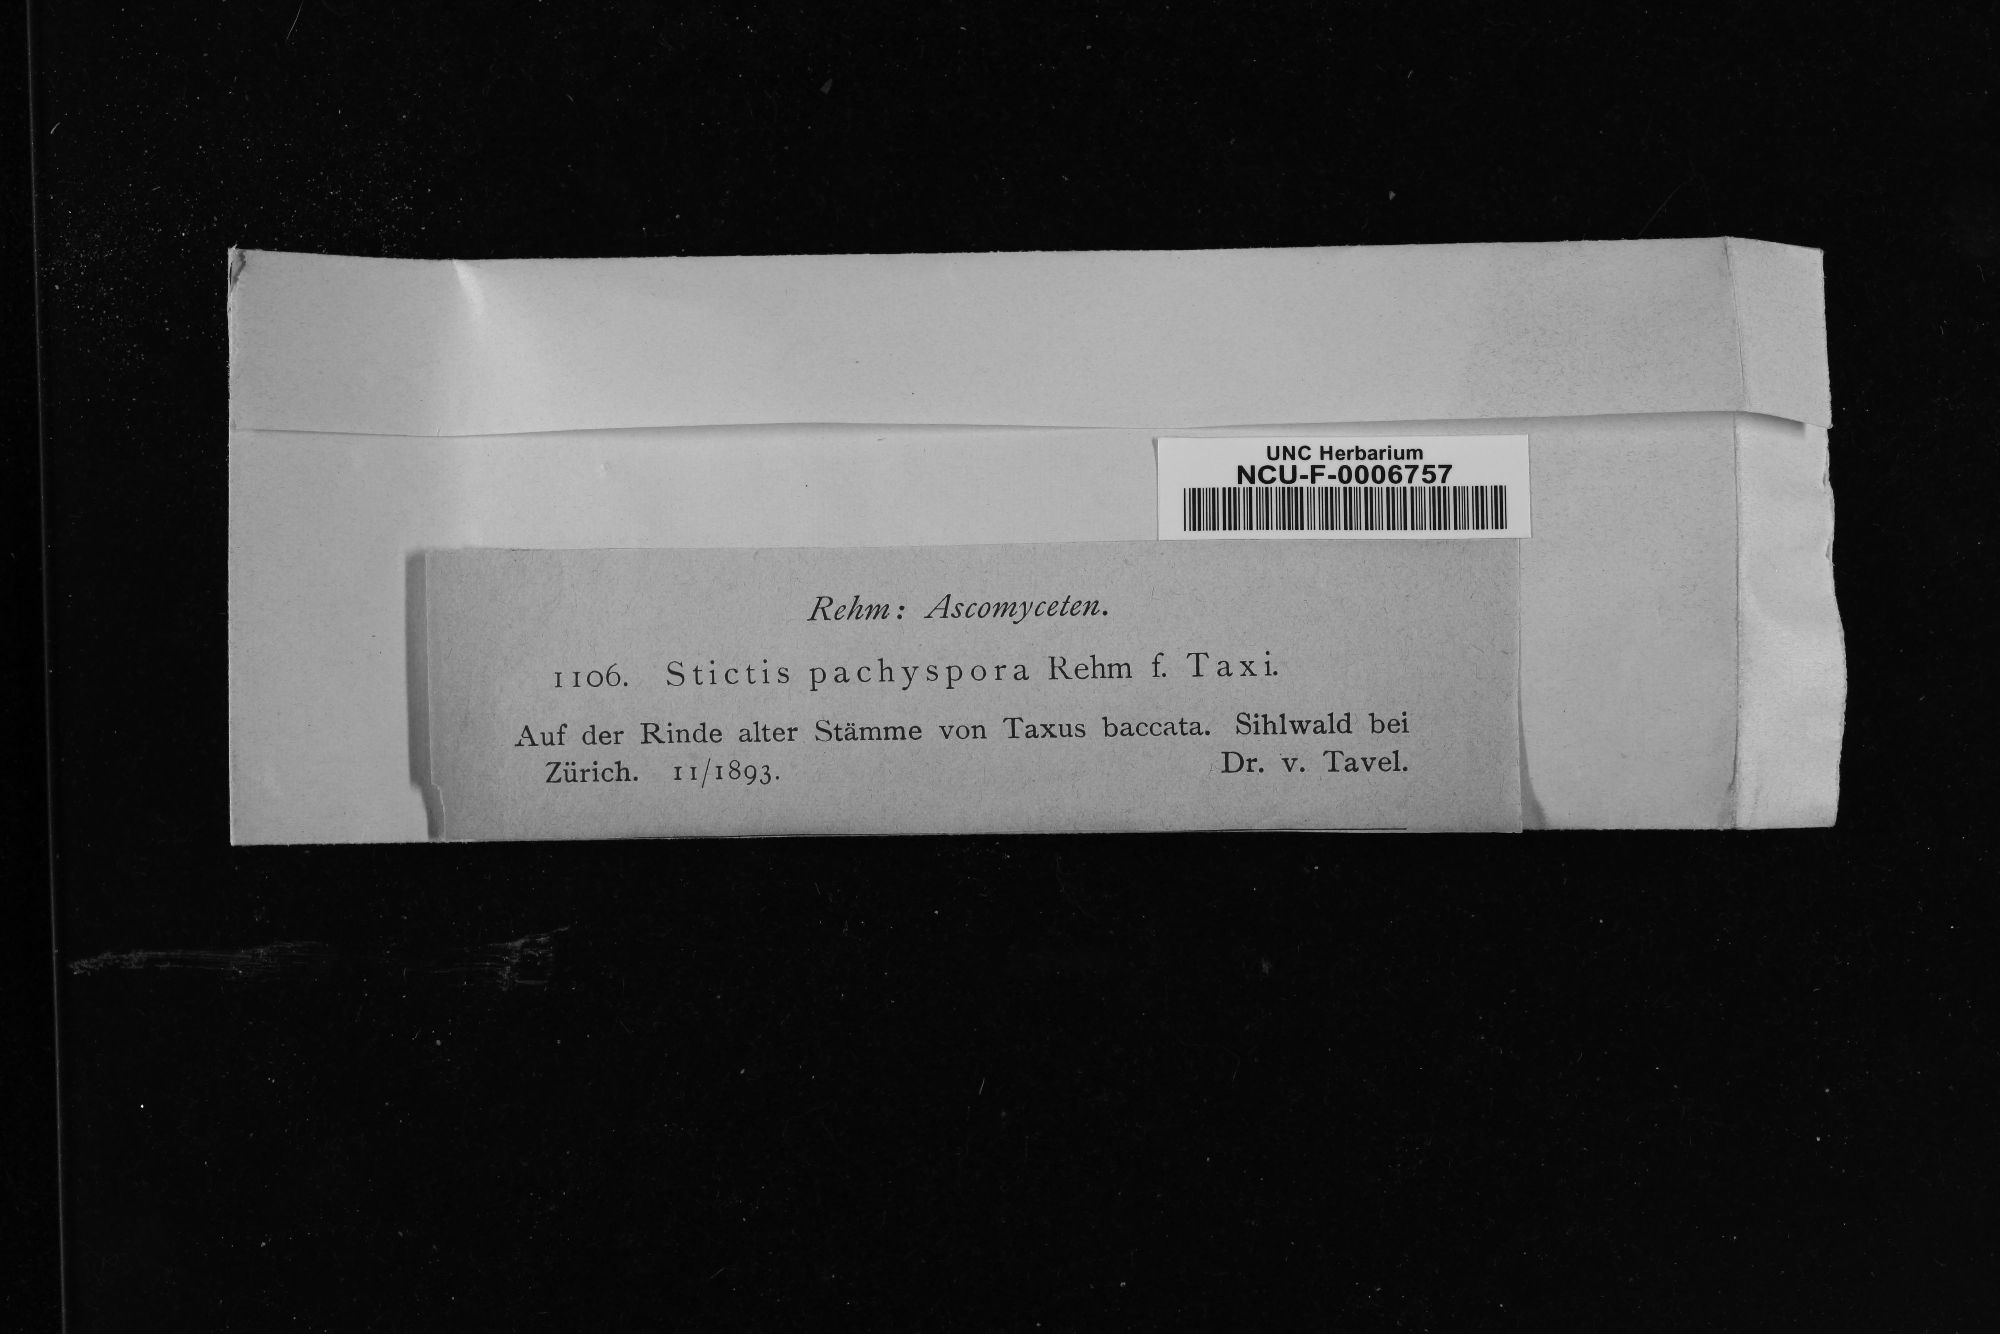 UNC Herbarium
NCU-F-0006757
Rehm: Ascomyceten.
1106. Stictis pachyspora Rehm f. Taxi.
Auf der Rinde alter Stämme von Taxus baccata. Sihlwald bei
Zürich. 11/1893. Dr. v. Tavel.